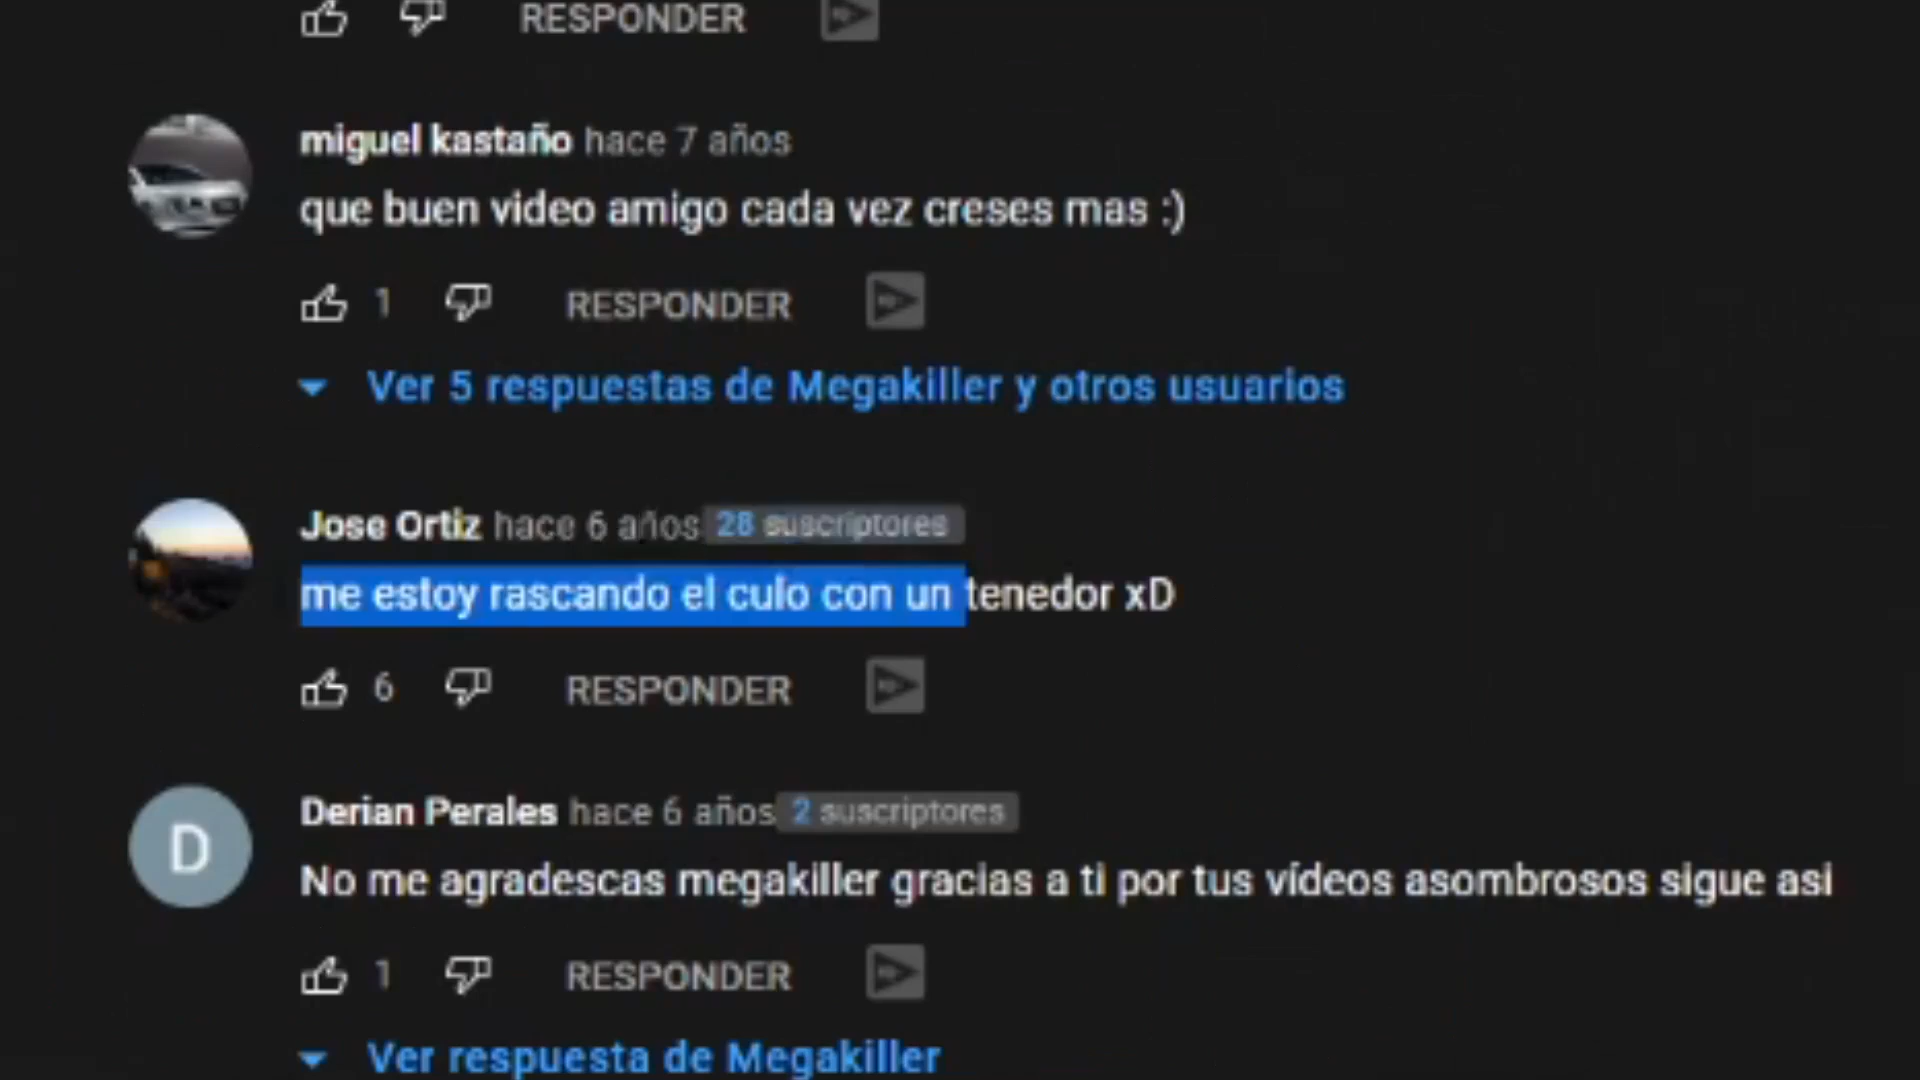 RESPONDER
miguel kastaño hace 7 años
que buen video amigo cada vez creses mas :)
1 RESPONDER
Ver 5 respuestas de Megakiller y otros usuarios
Jose Ortiz hace 6 años 28 suscriptores
me estoy rascando el culo con un tenedor xD
6 RESPONDER
D
Derian Perales hace 6 años 2 suscriptores
No me agradescas megakiller gracias a ti por tus vídeos asombrosos sigue asi
1 RESPONDER
Ver respuesta de Megakiller